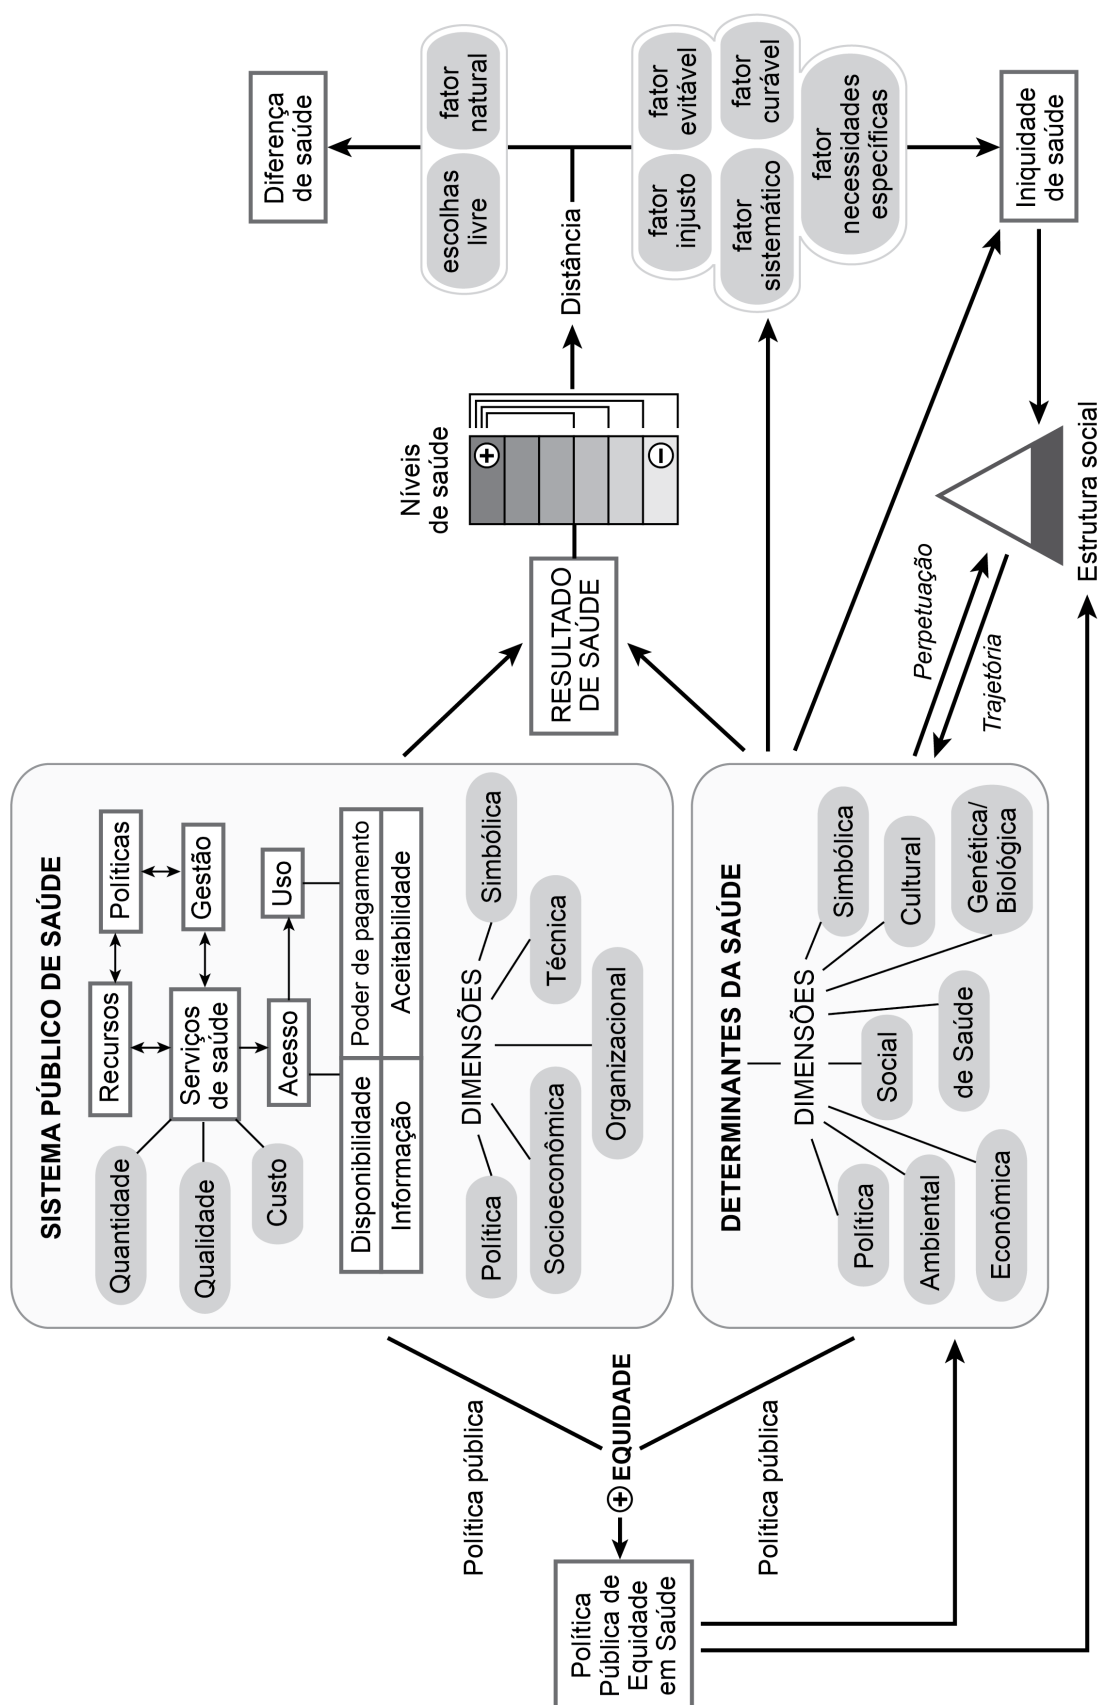 SISTEMA PÚBLICO DE SAÚDE
Quantidade
Qualidade
Custo
Recursos
Políticas
Serviços
de saúde
Gestão
Acesso
Uso
Disponibilidade
Poder de pagamento
Informação
Aceitabilidade
DIMENSÕES
Política
Socioeconômica
Organizacional
Técnica
Simbólica
Política pública
+ EQUIDADE
Política
Pública de
Equidade
em Saúde
Política pública
DETERMINANTES DA SAÚDE
DIMENSÕES
Política
Ambiental
Econômica
Social
de Saúde
Genética/
Biológica
Cultural
Simbólica
RESULTADO
DE SAÚDE
Níveis
de saúde
+
−
Distância
Diferença
de saúde
escolhas
livre
fator
natural
fator
injusto
fator
evitável
fator
sistemático
fator
curável
fator
necessidades
específicas
Iniquidade
de saúde
Perpetuação
Trajetória
Estrutura social